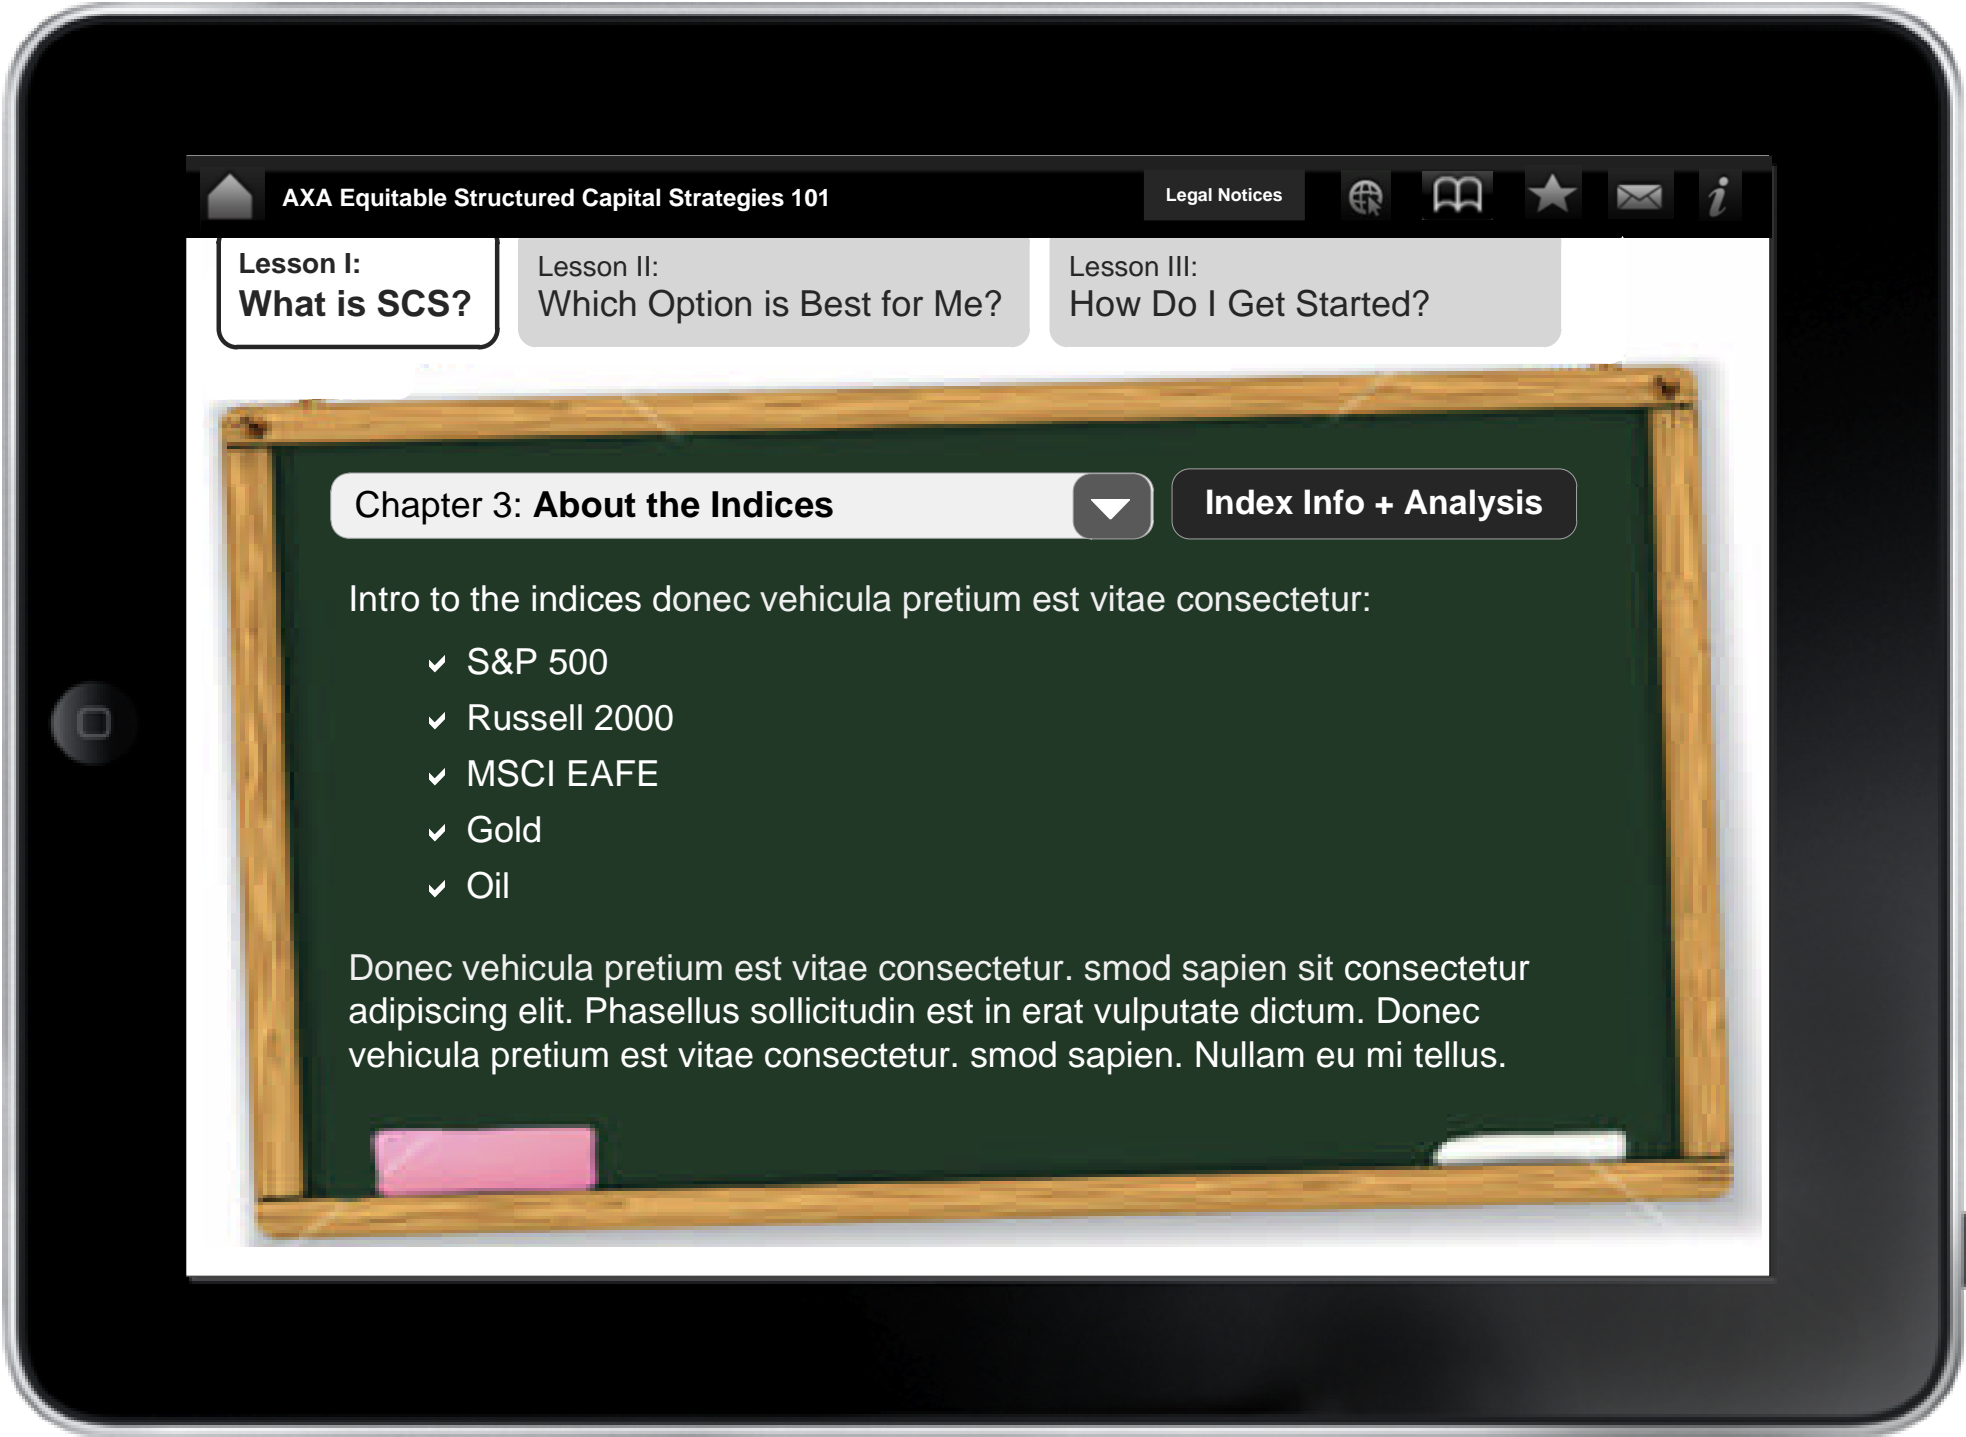 AXA Equitable Structured Capital Strategies 101
Legal Notices
Lesson I:
What is SCS?
Lesson II:
Which Option is Best for Me?
Lesson III:
How Do I Get Started?
Chapter 3: About the Indices
Index Info + Analysis
Intro to the indices donec vehicula pretium est vitae consectetur:
S&P 500
Russell 2000
MSCI EAFE
Gold
Oil
Donec vehicula pretium est vitae consectetur. smod sapien sit consectetur
adipiscing elit. Phasellus sollicitudin est in erat vulputate dictum. Donec
vehicula pretium est vitae consectetur. smod sapien. Nullam eu mi tellus.